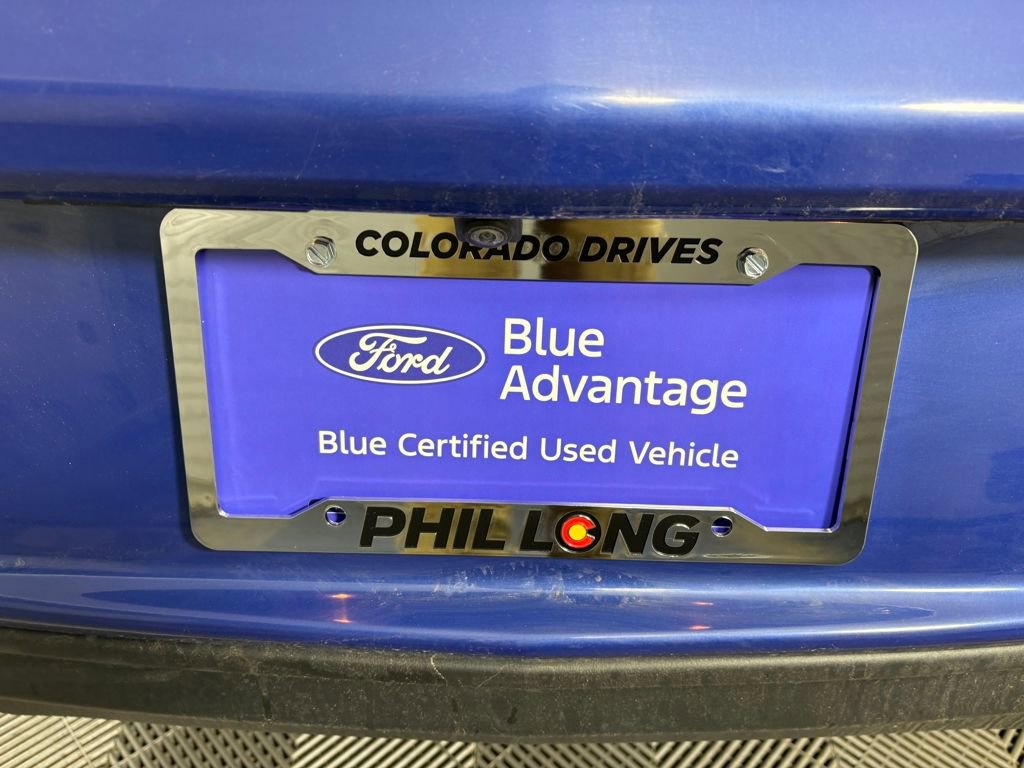 COLORADO DRIVES
Ford
Blue
Advantage
Blue Certified Used Vehicle
PHIL LONG